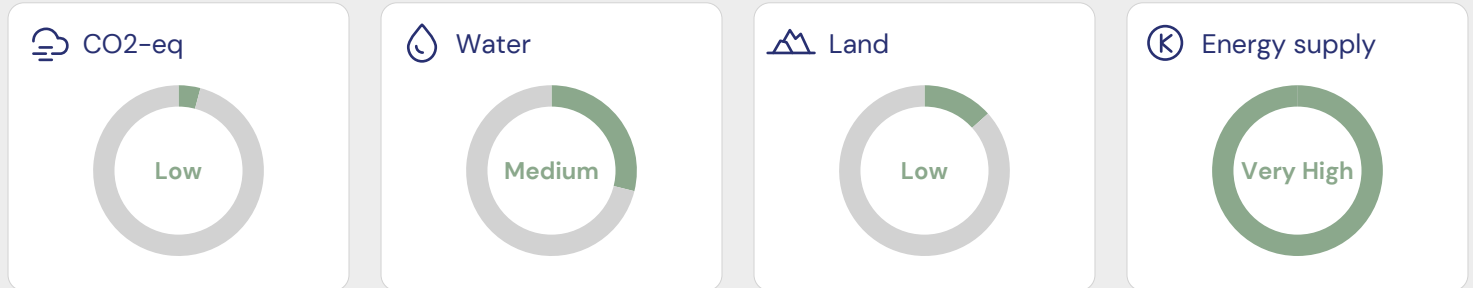 CO2-eq
Low
Water
Medium
Land
Low
Energy supply
Very High